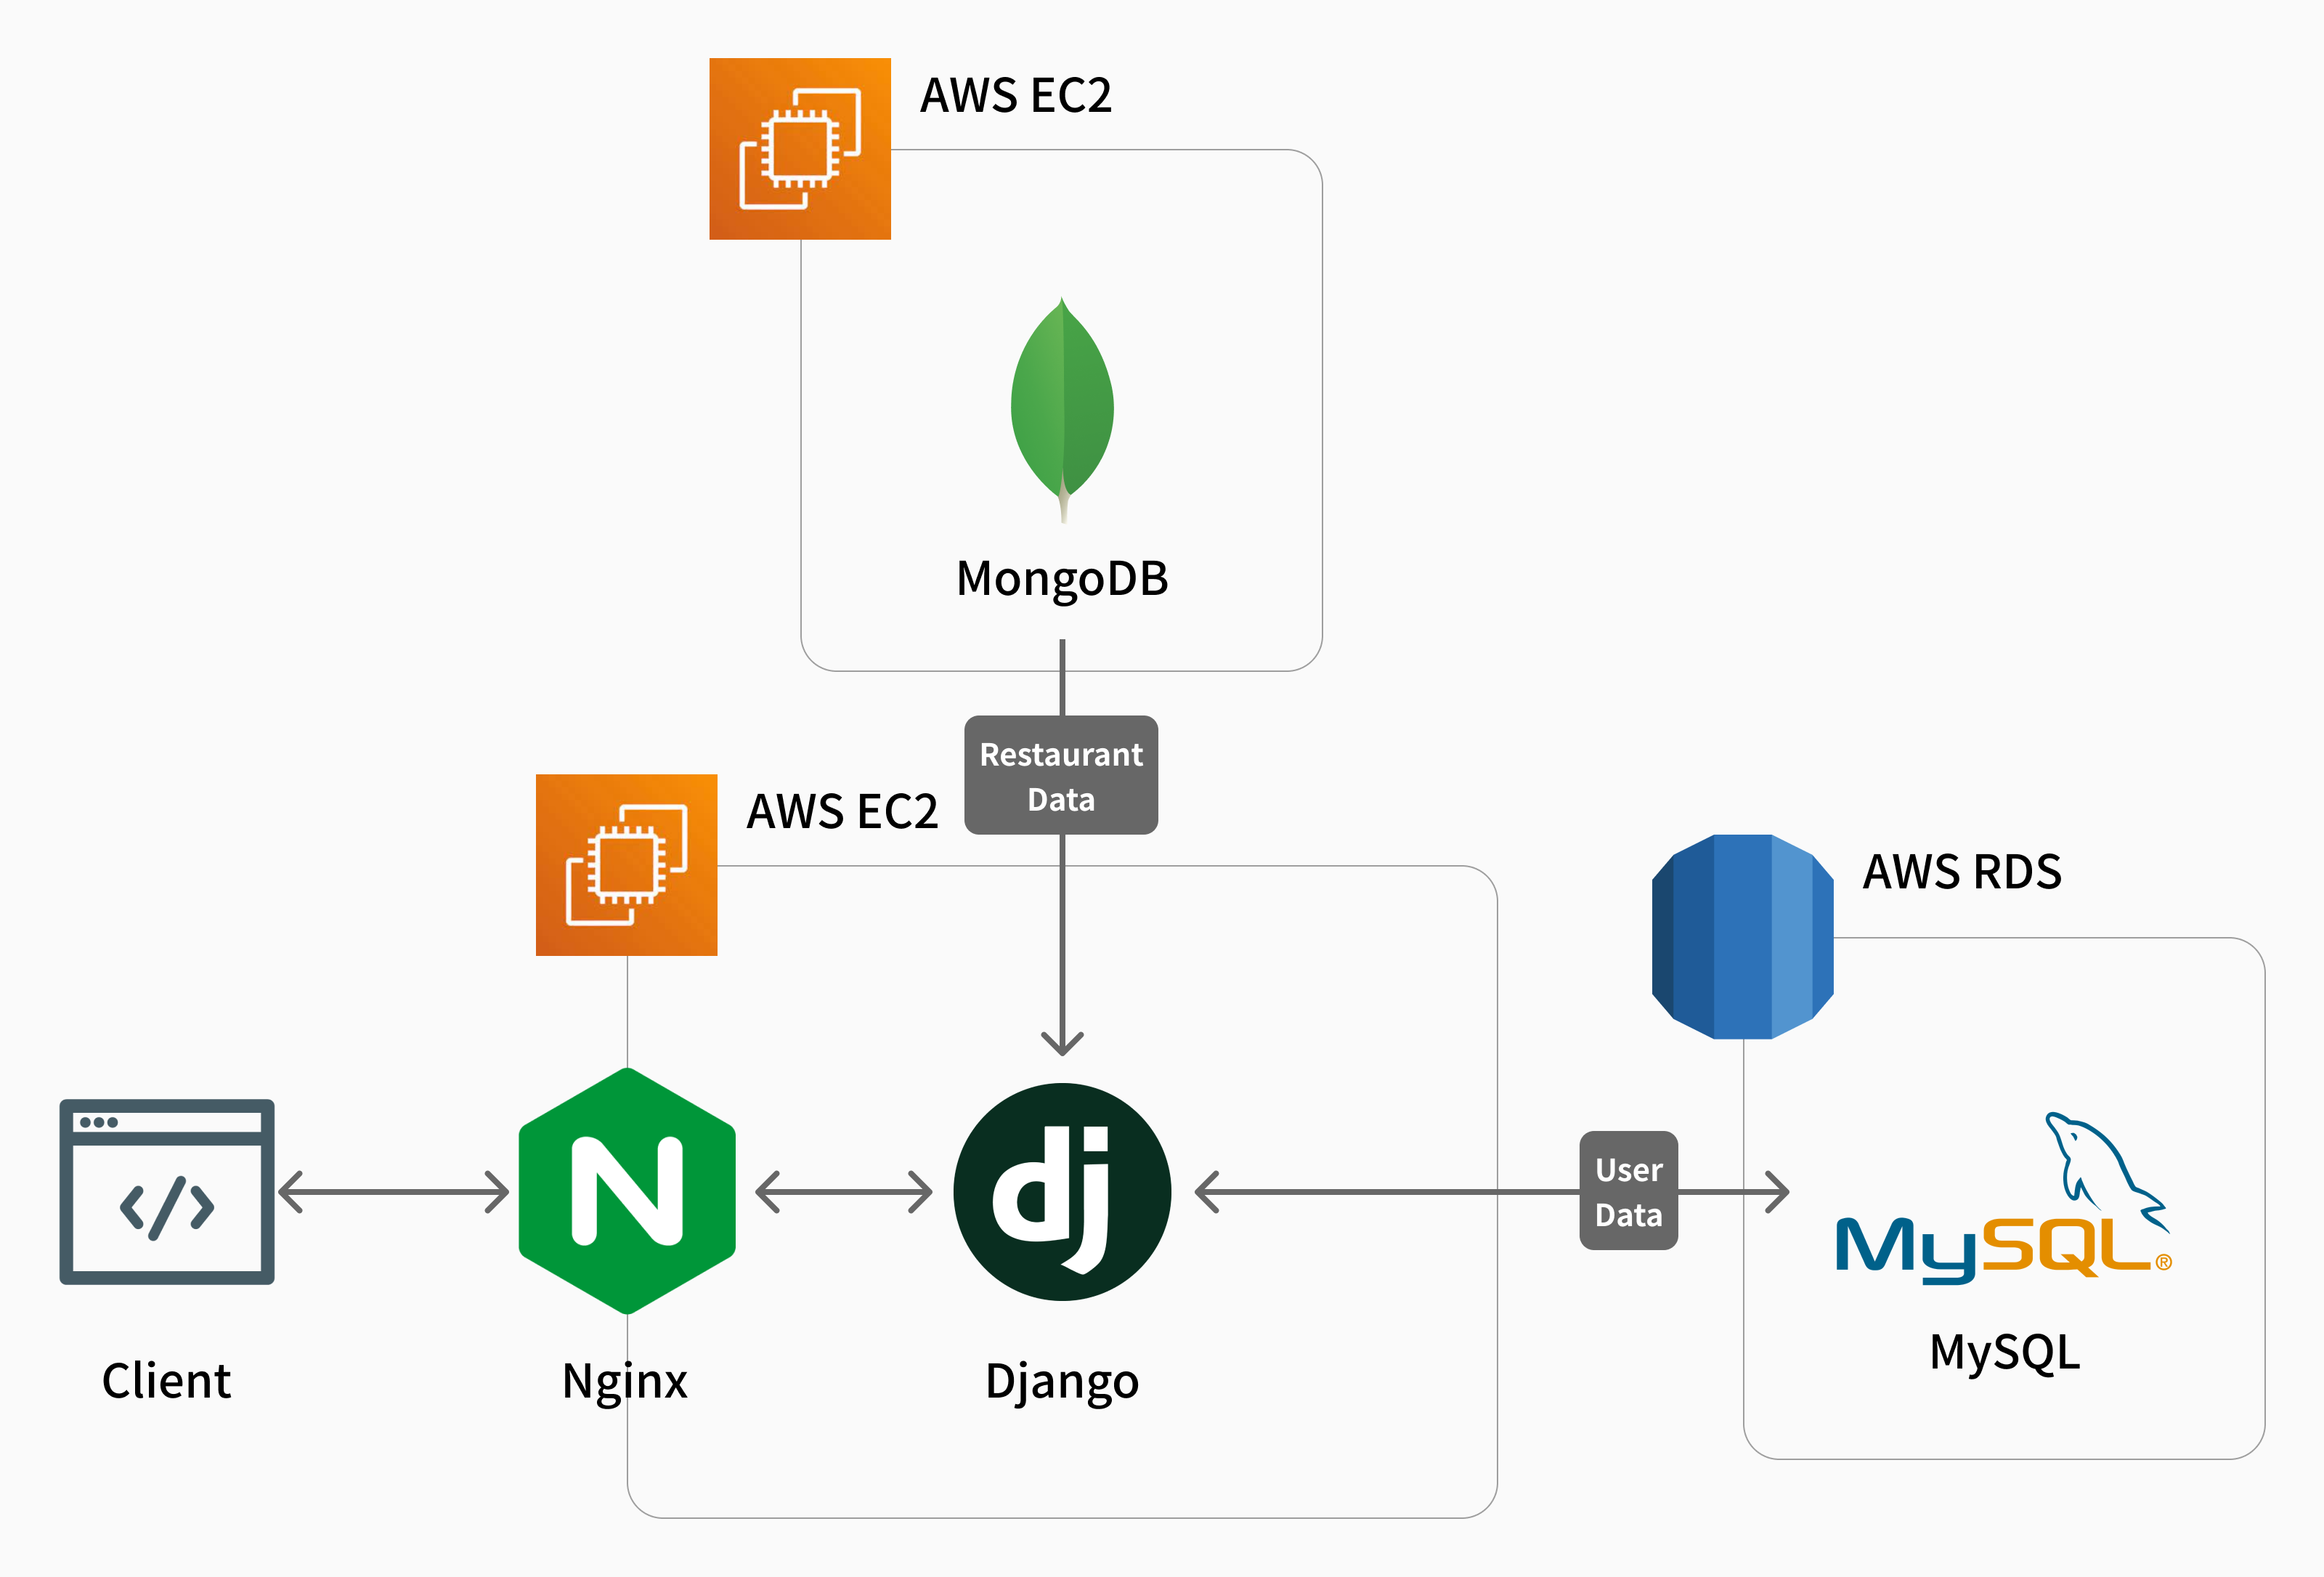 AWS EC2
MongoDB
Restaurant
Data
AWS EC2
AWS RDS
User
Data
MySQL®
MySQL
Client
Nginx
Django
N
dj